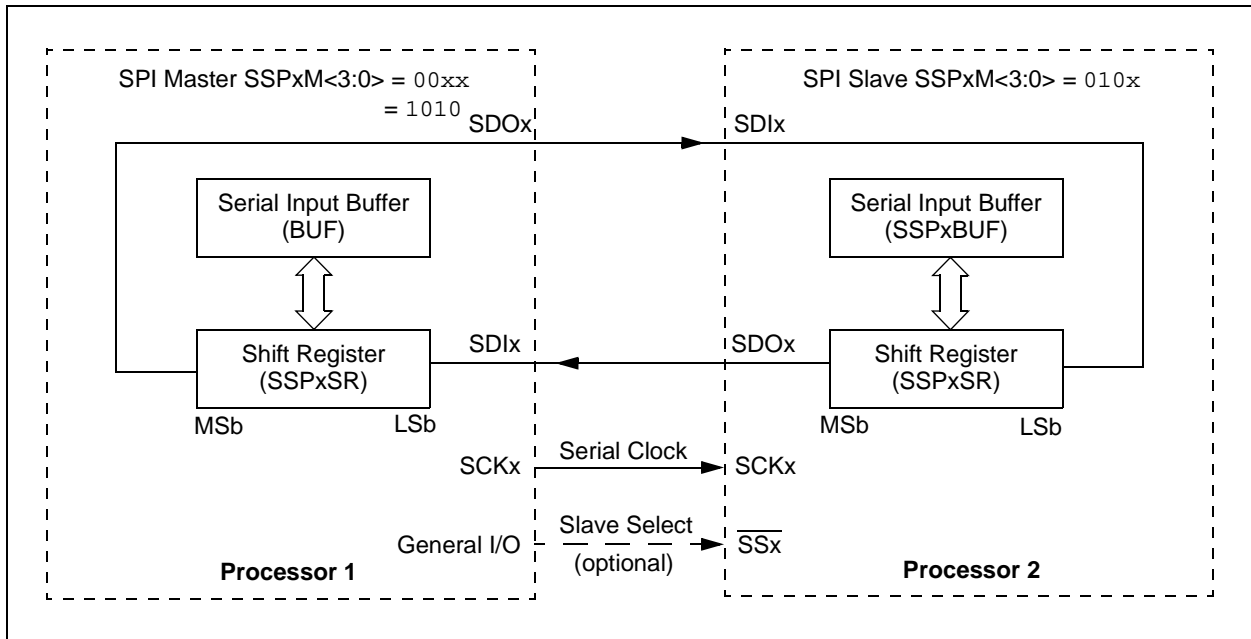 SPI Master SSPxM<3:0> = 00xx
= 1010
SDOx
Serial Input Buffer
(BUF)
Shift Register
(SSPxSR)
MSb
LSb
SDIx
SCKx
General I/O
Processor 1
Serial Clock
Slave Select
(optional)
SPI Slave SSPxM<3:0> = 010x
SDIx
Serial Input Buffer
(SSPxBUF)
SDOx
Shift Register
(SSPxSR)
MSb
LSb
SCKx
SSx
Processor 2